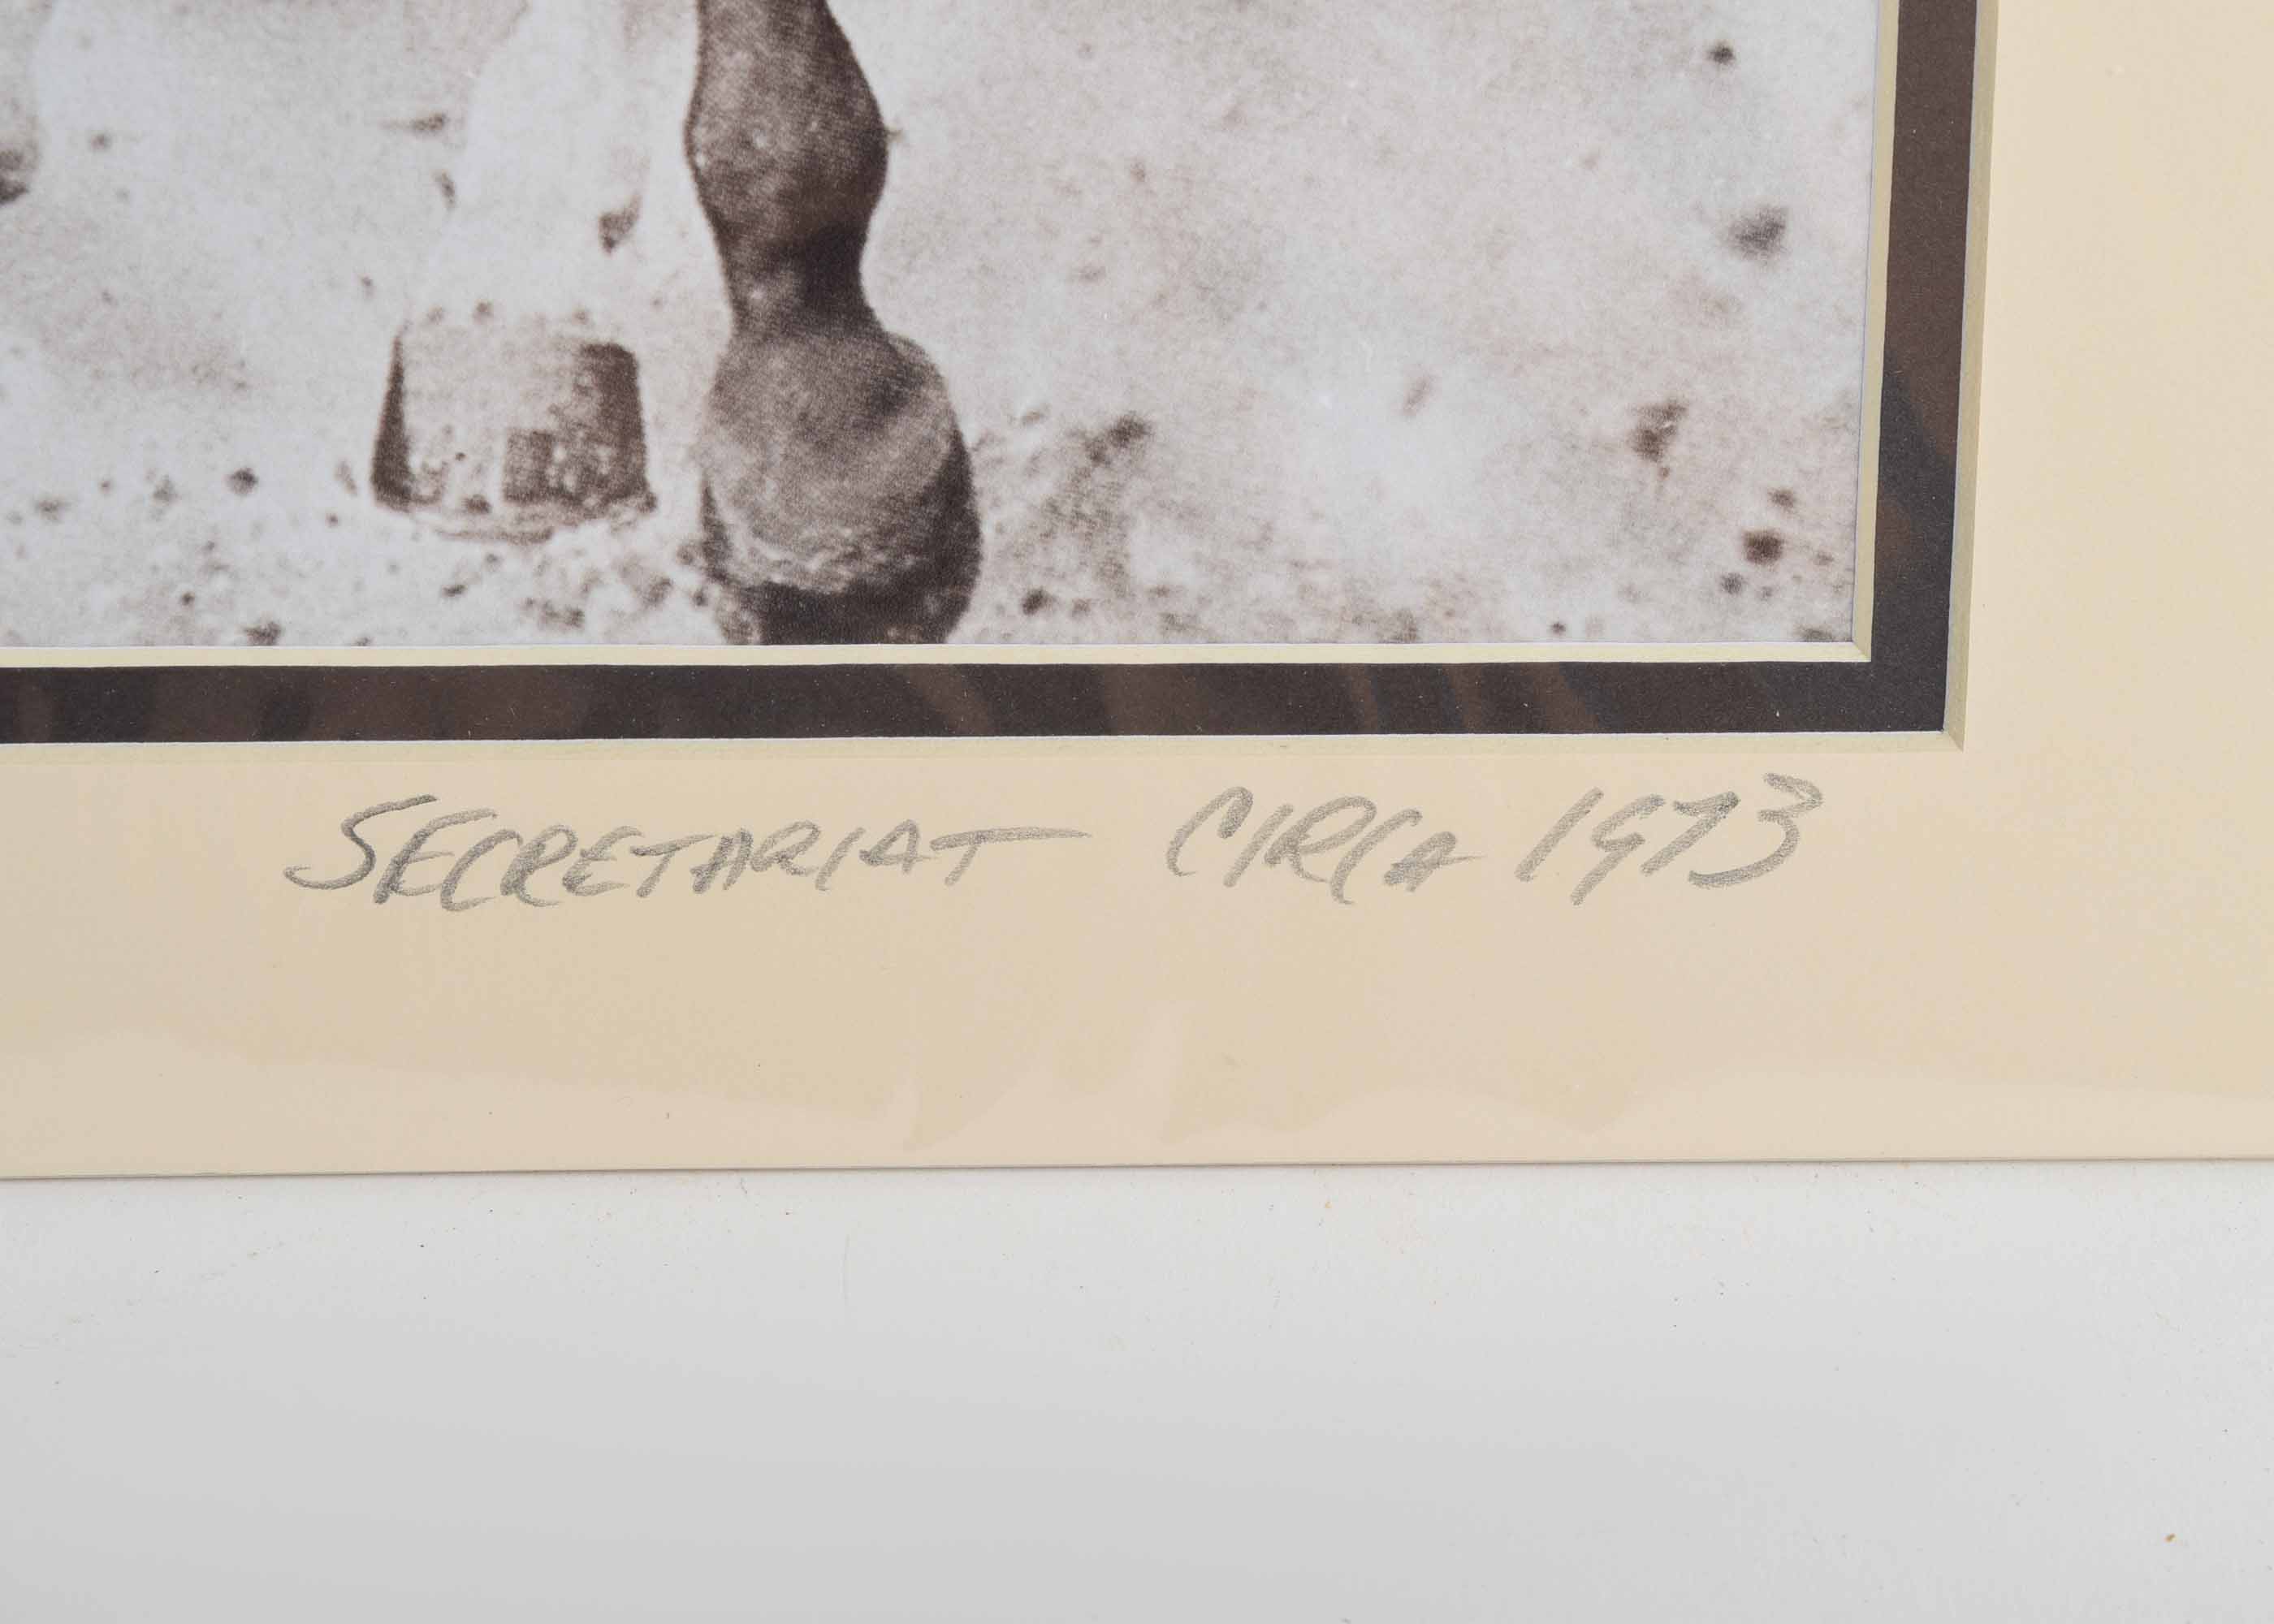 SECRETARIAT CIRCA 1973